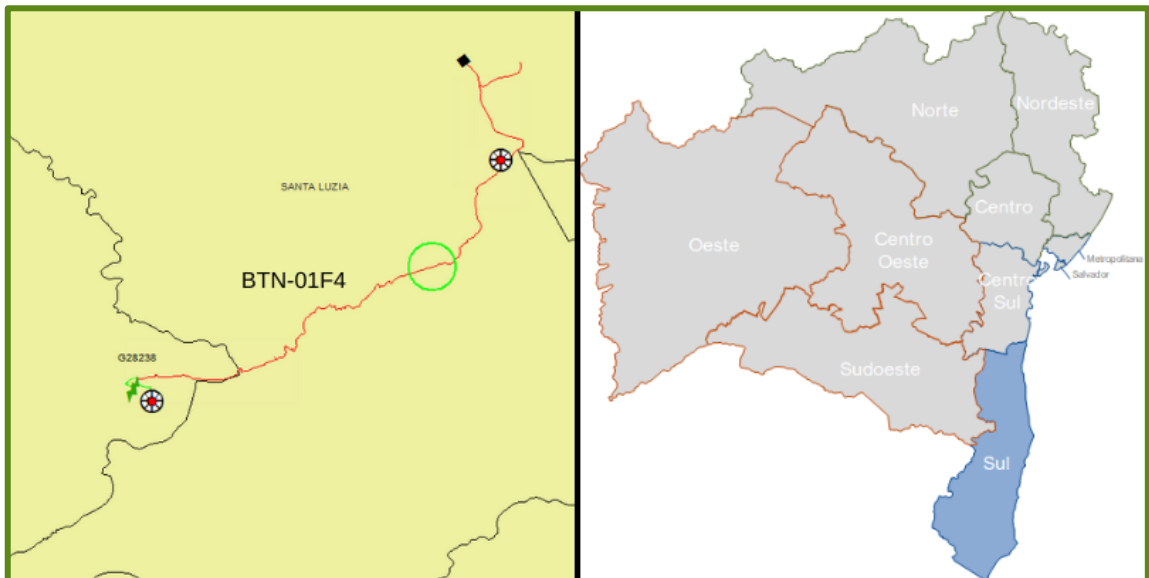 SANTA LUZIA
BTN-01F4
G28238
Norte
Nordeste
Centro
Oeste
Centro
Oeste
Metropolitana
Salvador
Centro
Sul
Sudoeste
Sul